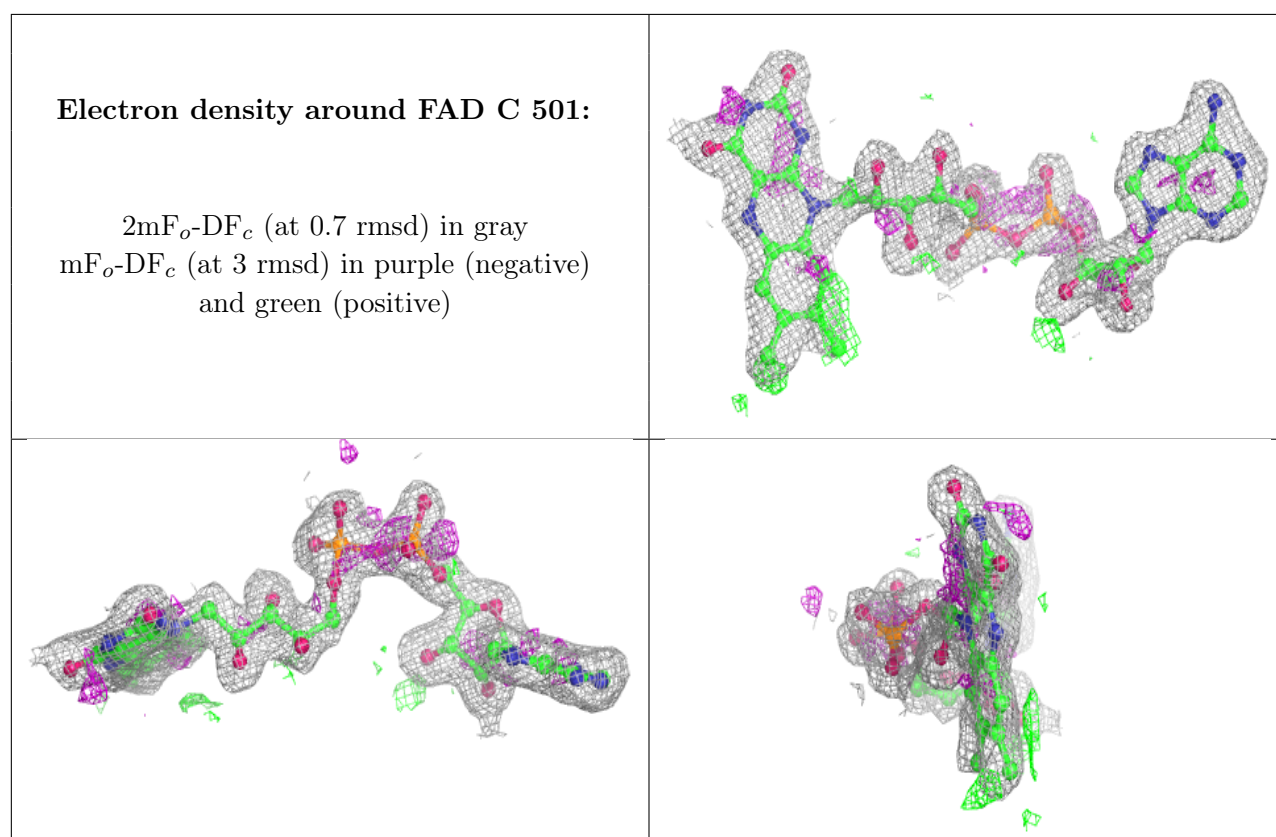 Electron density around FAD C 501:
2mFo-DFc (at 0.7 rmsd) in gray
mFo-DFc (at 3 rmsd) in purple (negative)
and green (positive)